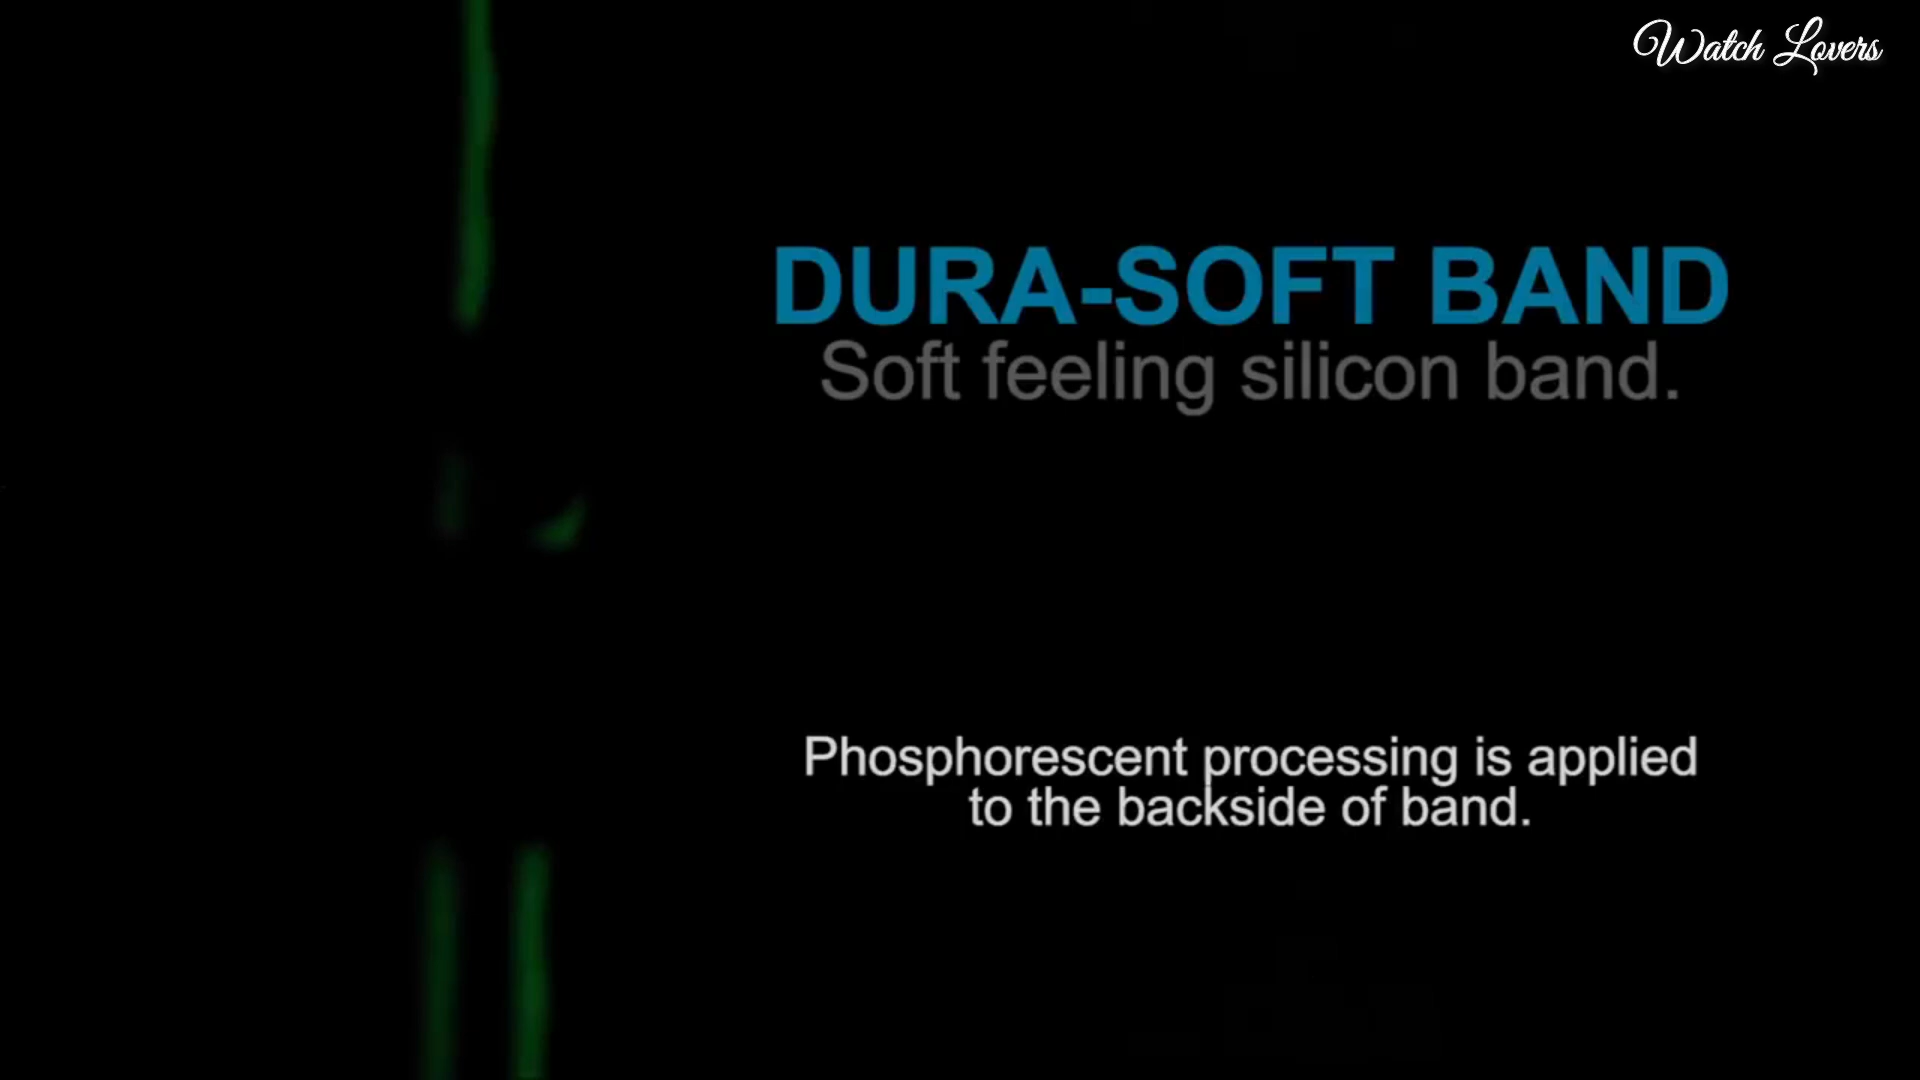 Watch Lovers
DURA-SOFT BAND
Soft feeling silicon band.
Phosphorescent processing is applied
to the backside of band.